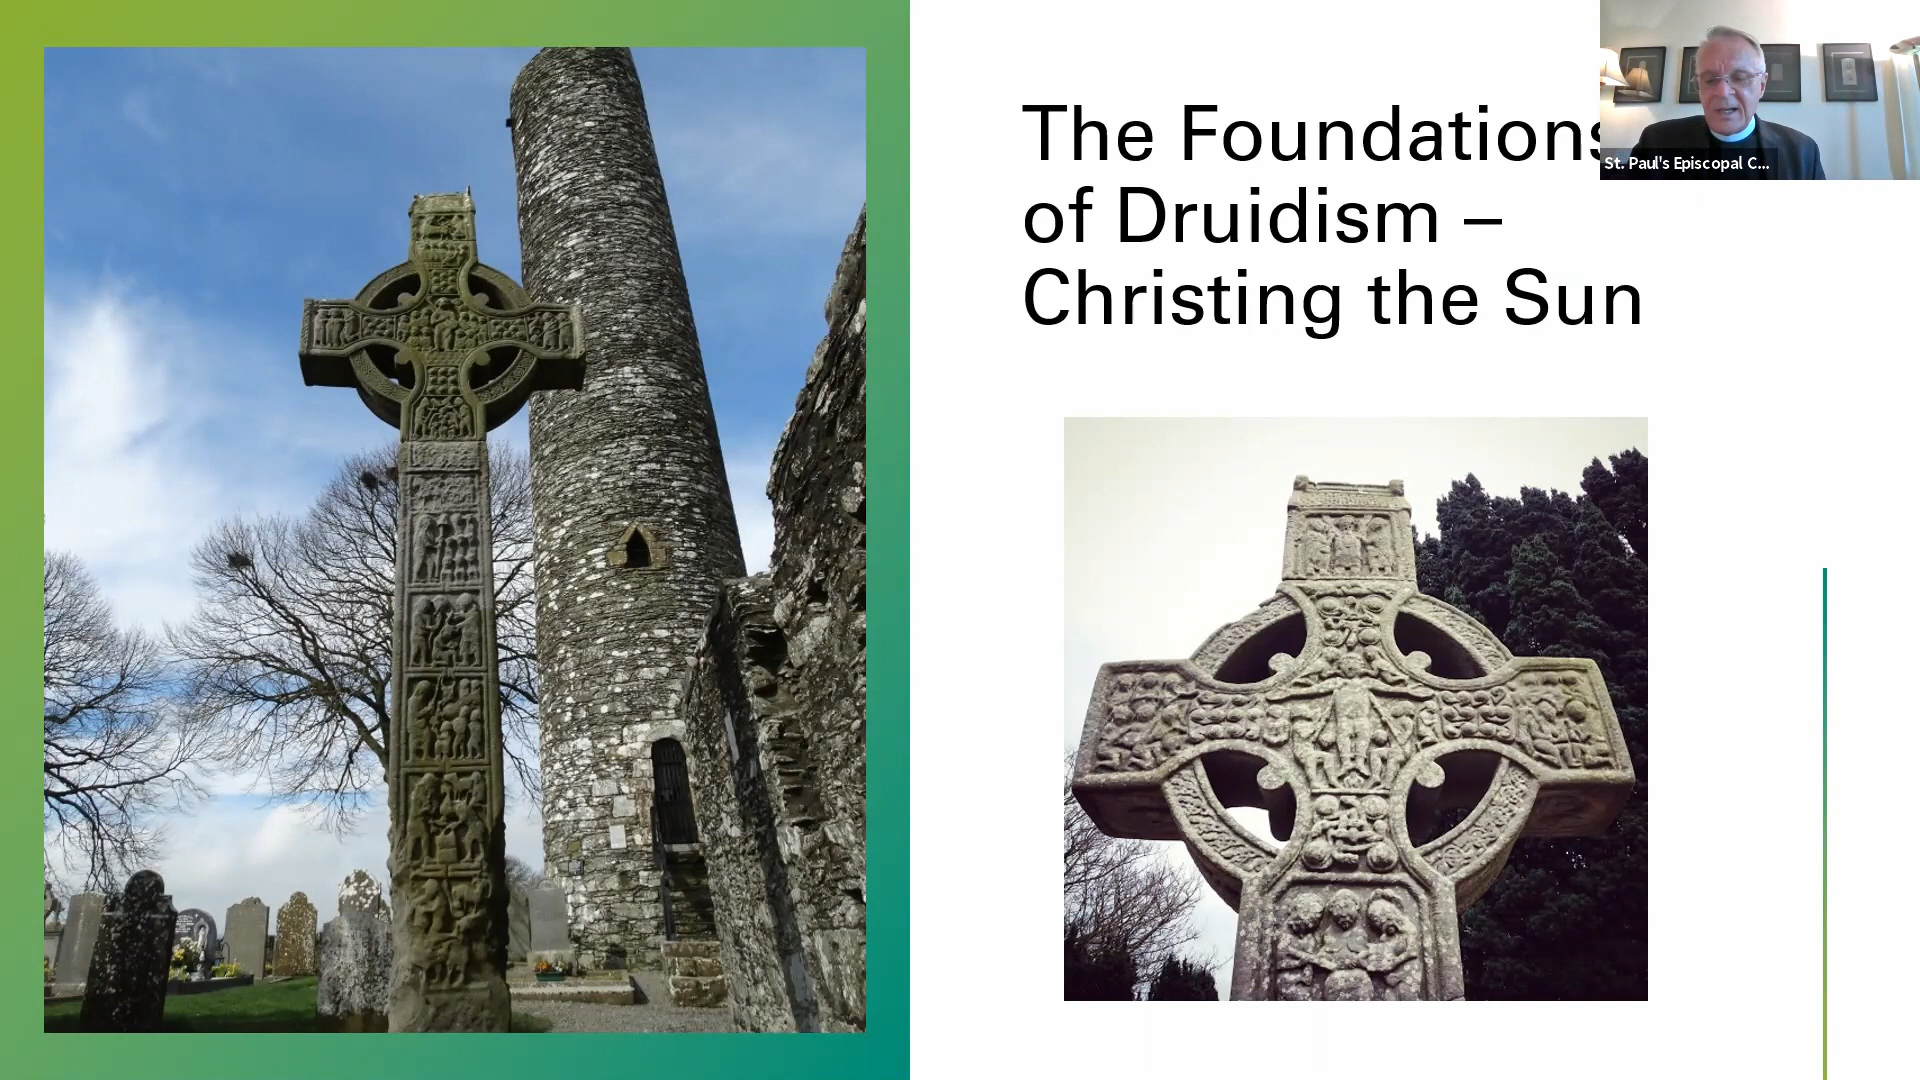 The Foundations
of Druidism –
Christing the Sun
St. Paul's Episcopal C...